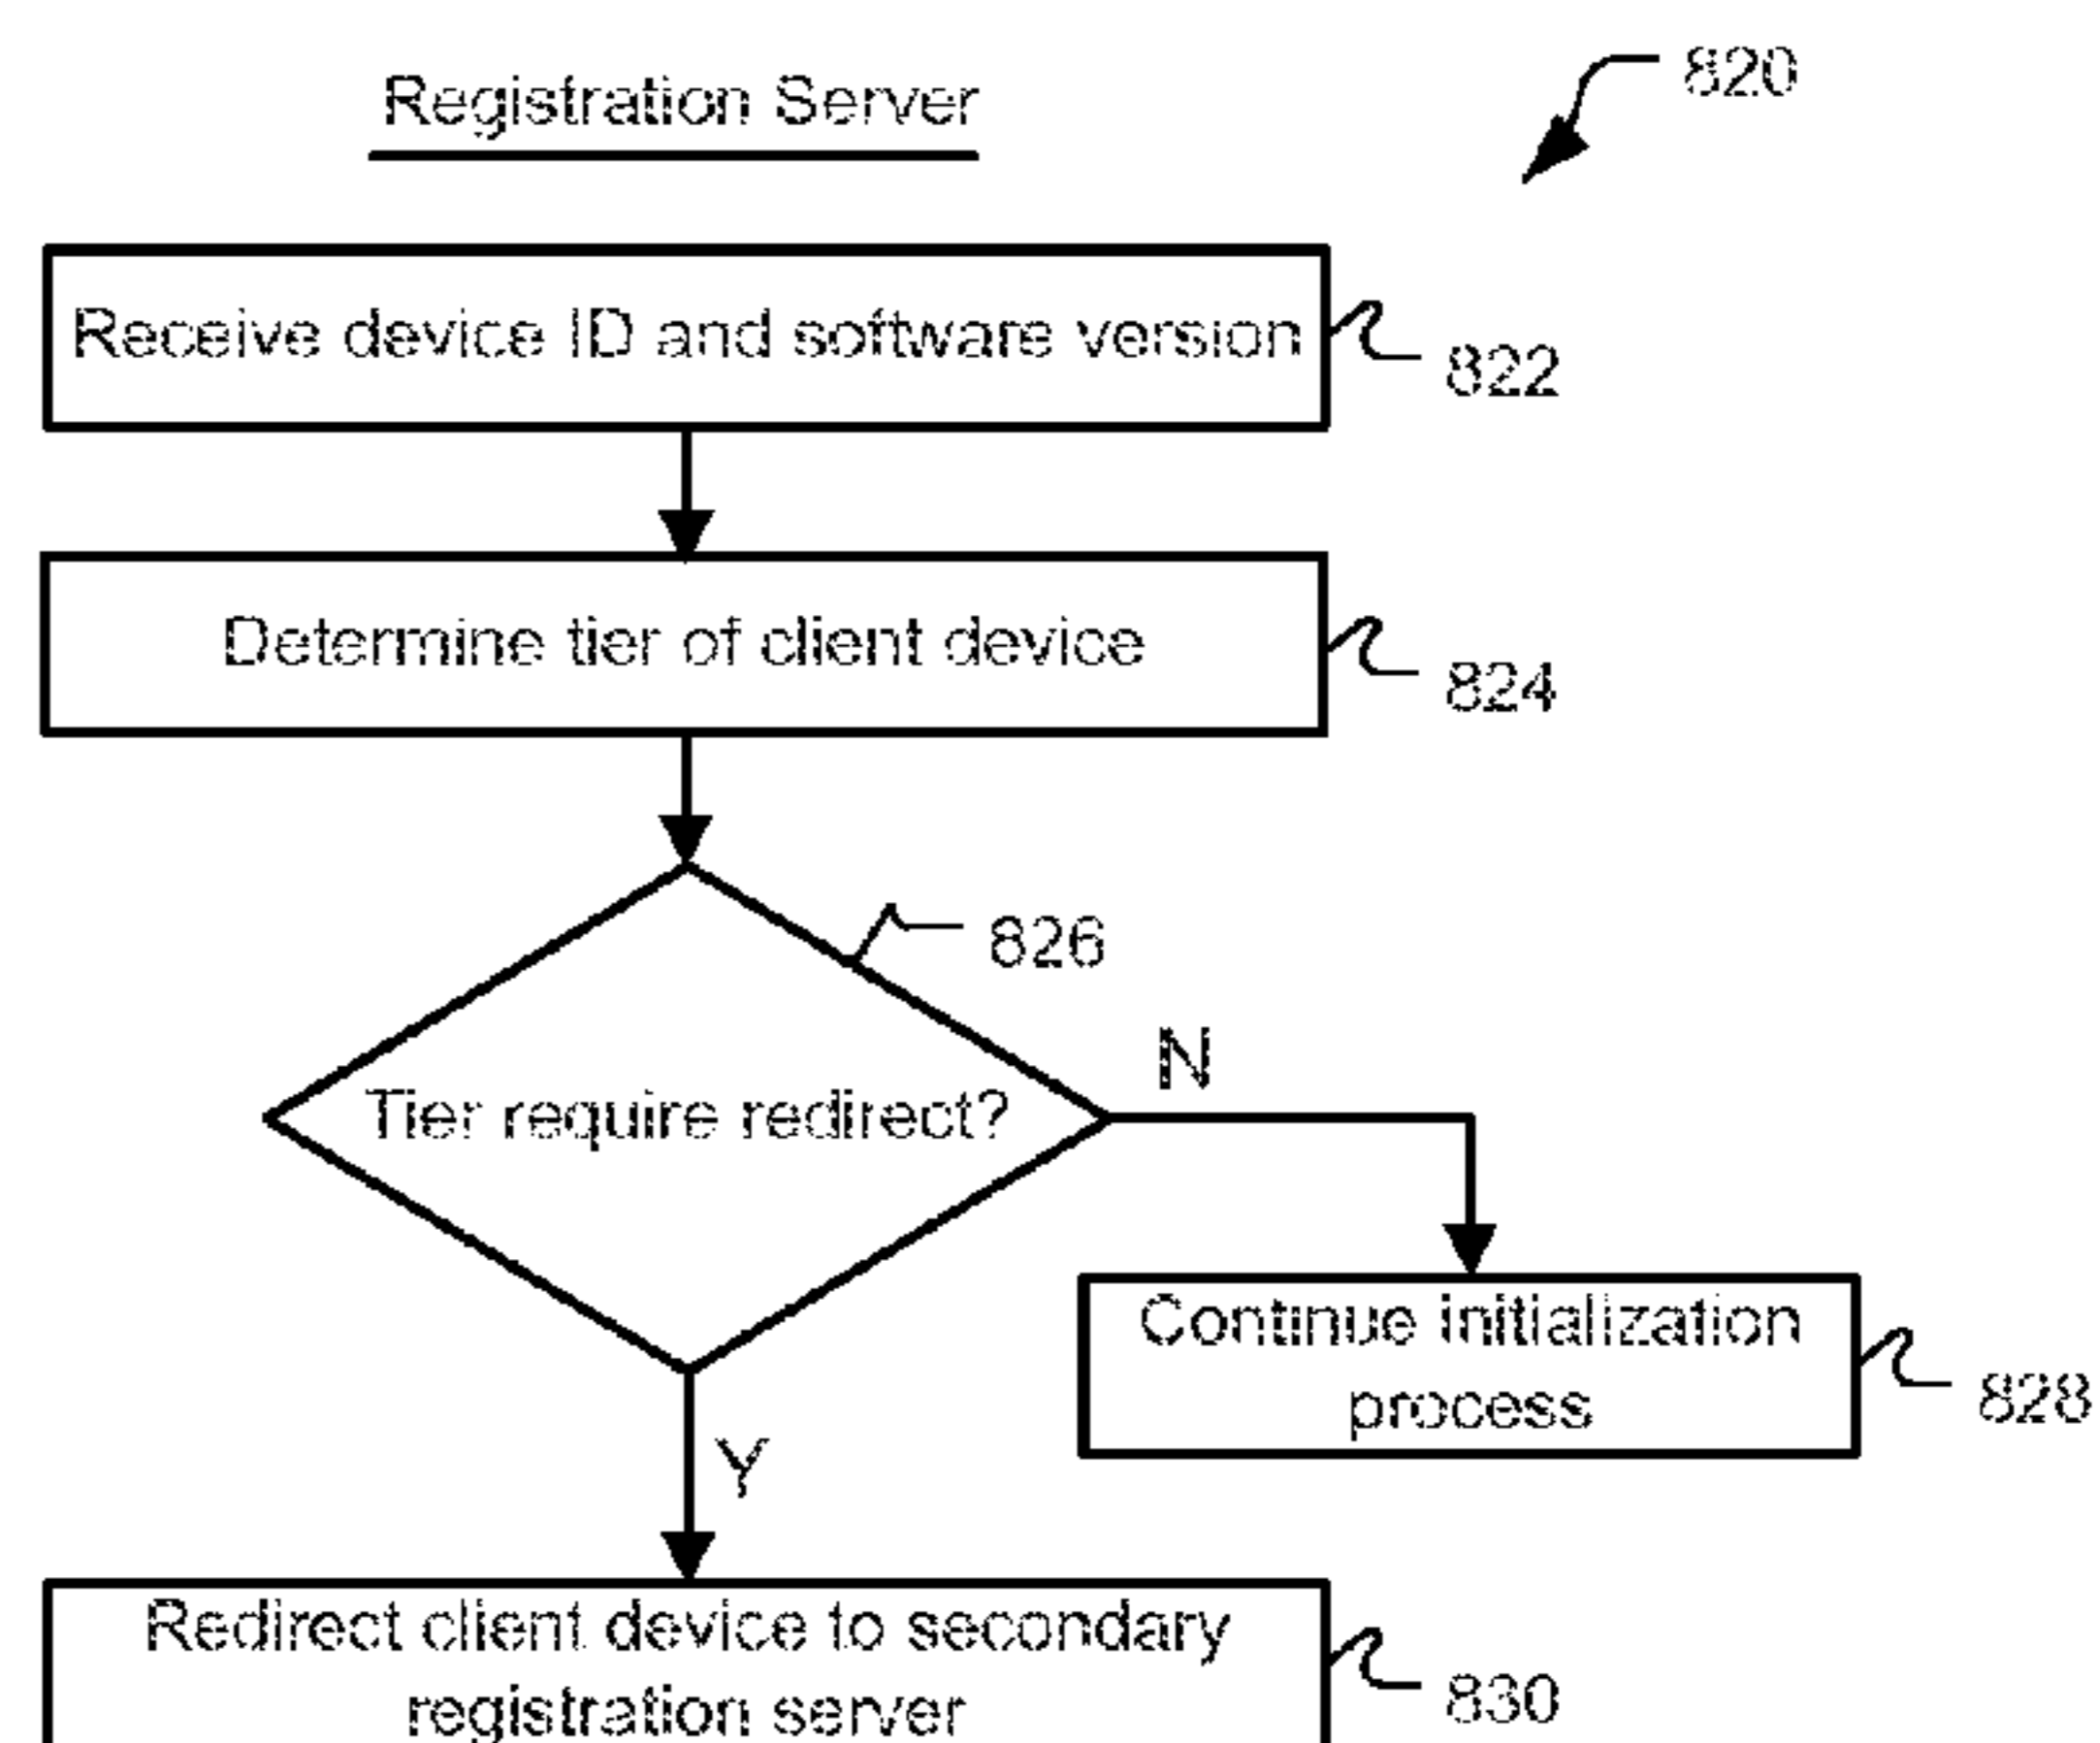 Registration Server
820
Receive device ID and software version
822
Determine tier of client device
824
826
Tier require redirect?
N
Continue initialization
process
828
Y
Redirect client device to secondary
registration server
830